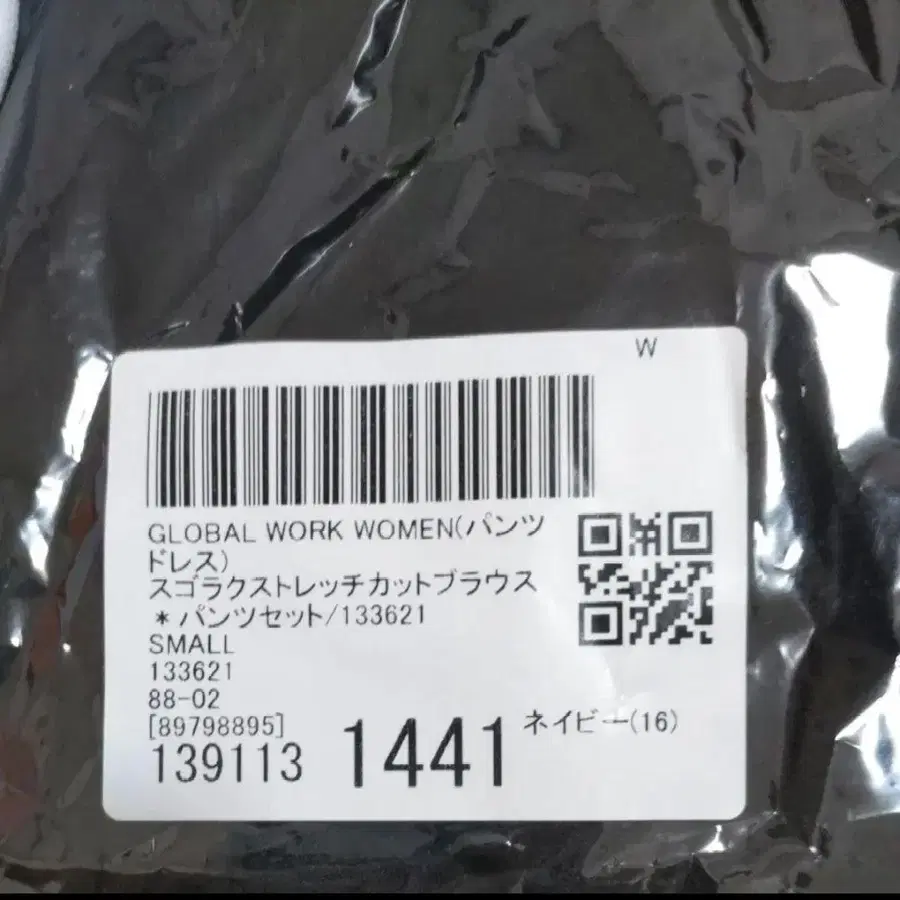 W
GLOBAL WORK WOMEN(パンツ
ドレス)
スゴラクストレッチカットブラウス
＊パンツセット/133621
SMALL
133621
88-02
[89798895]
139113 1441 ネイビー(16)